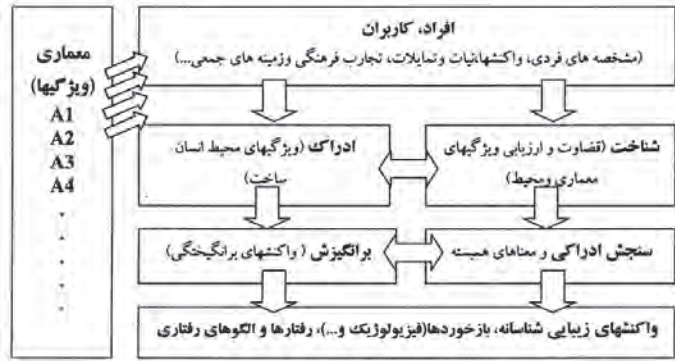 افراد، کاربران
(مشخصه های فردی، واکنشها،نیات وتمایلات، تجارب فرهنگی وزمینه های جمعی...)
معماری
(ویژگیها)
A1
A2
A3
A4
.
.
.
.
.
شناخت (قضاوت و ارزیابی ویژگیهای
معماری ومحیط)
ادراک (ویژگیهای محیط انسان
ساخت)
سنجش ادراکی و معناهای همبسته
برانگیزش ( واکنشهای برانگیختگی)
واکنشهای زیبایی شناسانه، بازخوردها(فیزیولوژیک و...)، رفتارها و الگوهای رفتاری